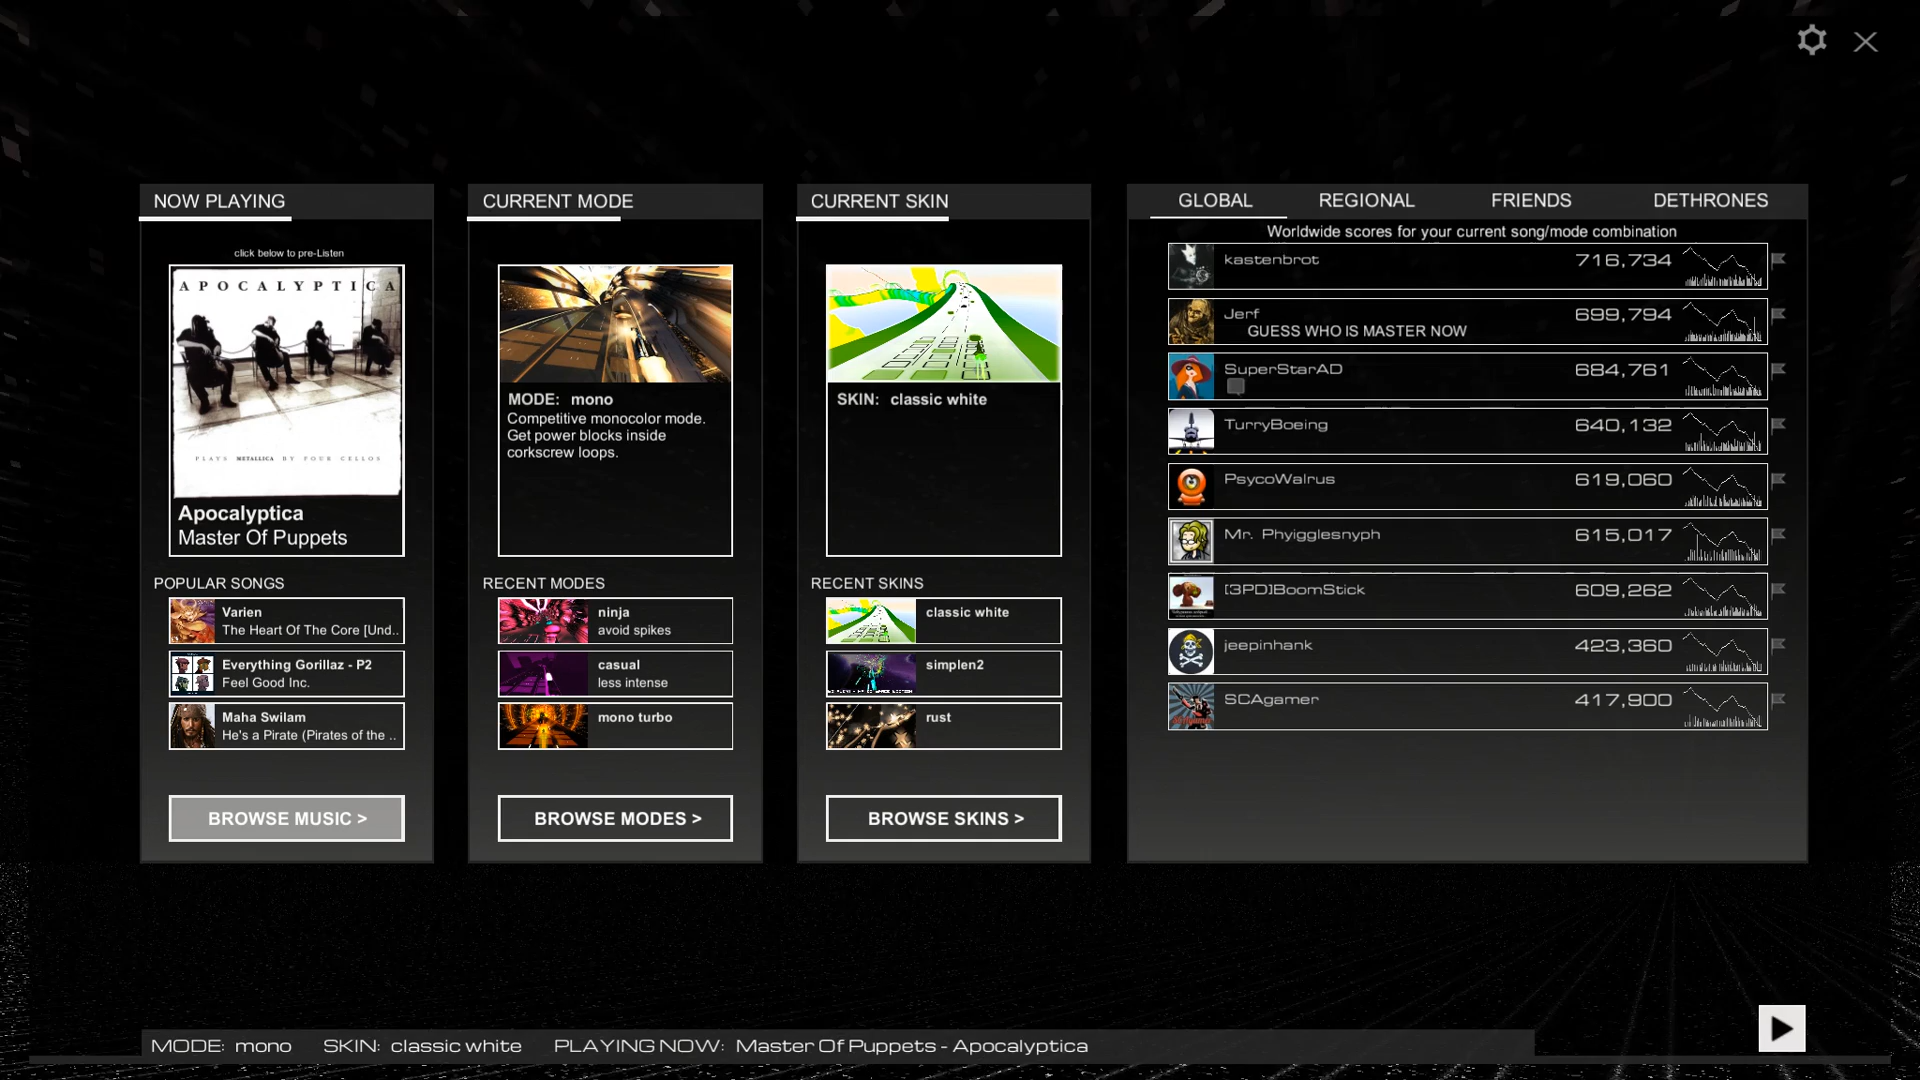 NOW PLAYING
click below to pre-Listen
APOCALYPTICA
PLAYS METALLICA BY FOUR CELLOS
Apocalyptica
Master Of Puppets
POPULAR SONGS
Varien
The Heart Of The Core [Und..
Everything Gorillaz - P2
Feel Good Inc.
Maha Swilam
He's a Pirate (Pirates of the ..
BROWSE MUSIC >
CURRENT MODE
MODE: mono
Competitive monocolor mode.
Get power blocks inside
corkscrew loops.
RECENT MODES
ninja
avoid spikes
casual
less intense
mono turbo
BROWSE MODES >
CURRENT SKIN
SKIN: classic white
RECENT SKINS
classic white
simplen2
rust
BROWSE SKINS >
GLOBAL REGIONAL FRIENDS DETHRONES
Worldwide scores for your current song/mode combination
kastenbrot 716,734
Jerf 699,794
GUESS WHO IS MASTER NOW
SuperStarAD 684,761
TurryBoeing 640,132
PsycoWalrus 619,060
Mr. Phyigglesnyph 615,017
[3PD]BoomStick 609,262
jeepinhank 423,360
SCAgamer 417,900
MODE: mono SKIN: classic white PLAYING NOW: Master Of Puppets - Apocalyptica